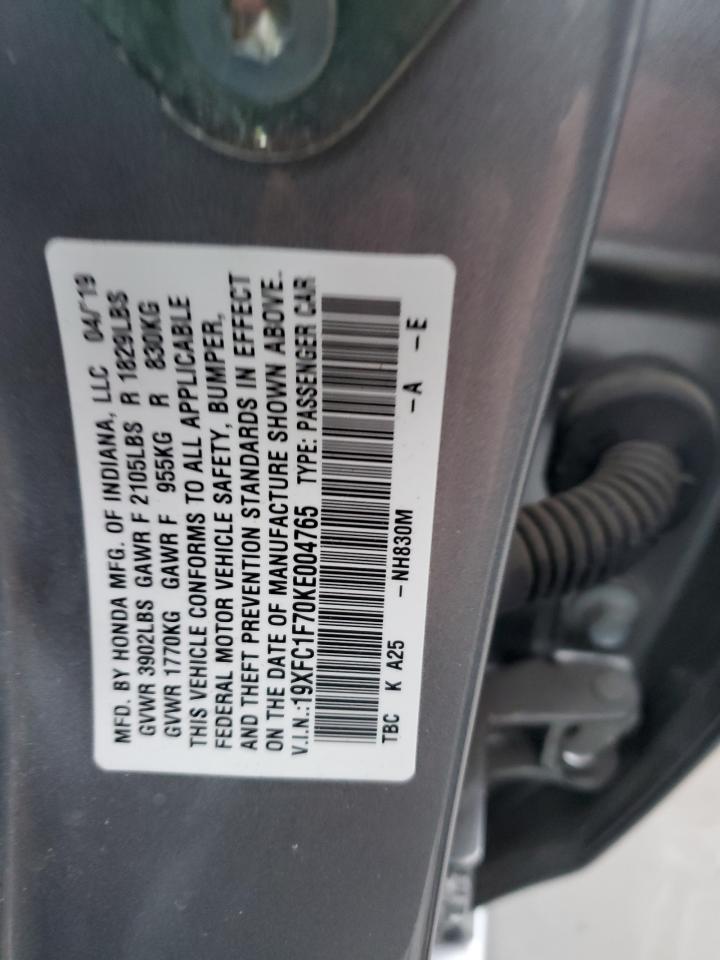 MFD. BY HONDA MFG. OF INDIANA, LLC 04/19
GVWR 3902LBS GAWR F 2105LBS R 1829LBS
GVWR 1770KG GAWR F 955KG R 830KG
THIS VEHICLE CONFORMS TO ALL APPLICABLE
FEDERAL MOTOR VEHICLE SAFETY, BUMPER,
AND THEFT PREVENTION STANDARDS IN EFFECT
ON THE DATE OF MANUFACTURE SHOWN ABOVE.
V.I.N.:19XFC1F70KE004765 TYPE: PASSENGER CAR
TBC K A25 -NH830M -A -E